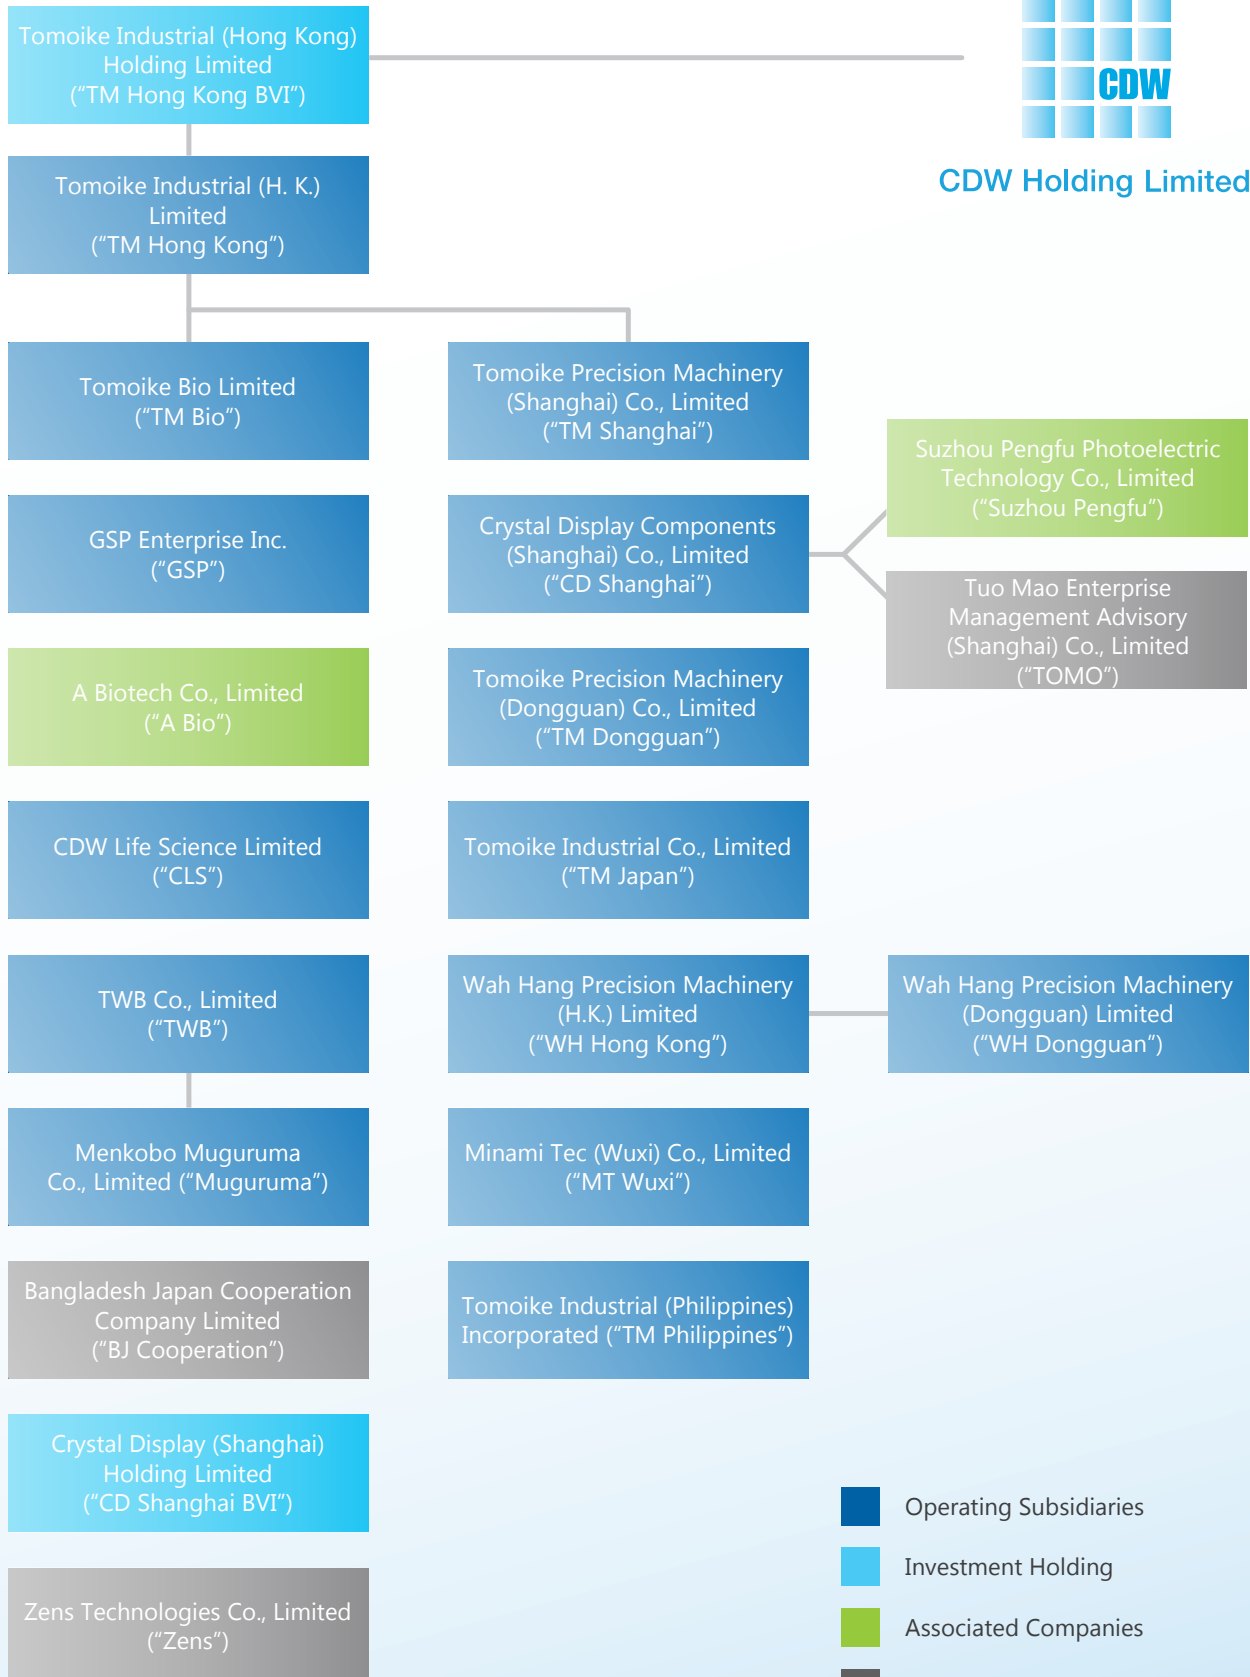 Tomoike Industrial (Hong Kong)
Holding Limited
(“TM Hong Kong BVI”)
CDW
CDW Holding Limited
Tomoike Industrial (H. K.)
Limited
(“TM Hong Kong”)
Tomoike Bio Limited
(“TM Bio”)
Tomoike Precision Machinery
(Shanghai) Co., Limited
(“TM Shanghai”)
Suzhou Pengfu Photoelectric
Technology Co., Limited
(“Suzhou Pengfu”)
GSP Enterprise Inc.
(“GSP”)
Crystal Display Components
(Shanghai) Co., Limited
(“CD Shanghai”)
Tuo Mao Enterprise
Management Advisory
(Shanghai) Co., Limited
(“TOMO”)
A Biotech Co., Limited
(“A Bio”)
Tomoike Precision Machinery
(Dongguan) Co., Limited
(“TM Dongguan”)
CDW Life Science Limited
(“CLS”)
Tomoike Industrial Co., Limited
(“TM Japan”)
TWB Co., Limited
(“TWB”)
Wah Hang Precision Machinery
(H.K.) Limited
(“WH Hong Kong”)
Wah Hang Precision Machinery
(Dongguan) Limited
(“WH Dongguan”)
Menkobo Muguruma
Co., Limited (“Muguruma”)
Minami Tec (Wuxi) Co., Limited
(“MT Wuxi”)
Bangladesh Japan Cooperation
Company Limited
(“BJ Cooperation”)
Tomoike Industrial (Philippines)
Incorporated (“TM Philippines”)
Crystal Display (Shanghai)
Holding Limited
(“CD Shanghai BVI”)
Zens Technologies Co., Limited
(“Zens”)
Operating Subsidiaries
Investment Holding
Associated Companies